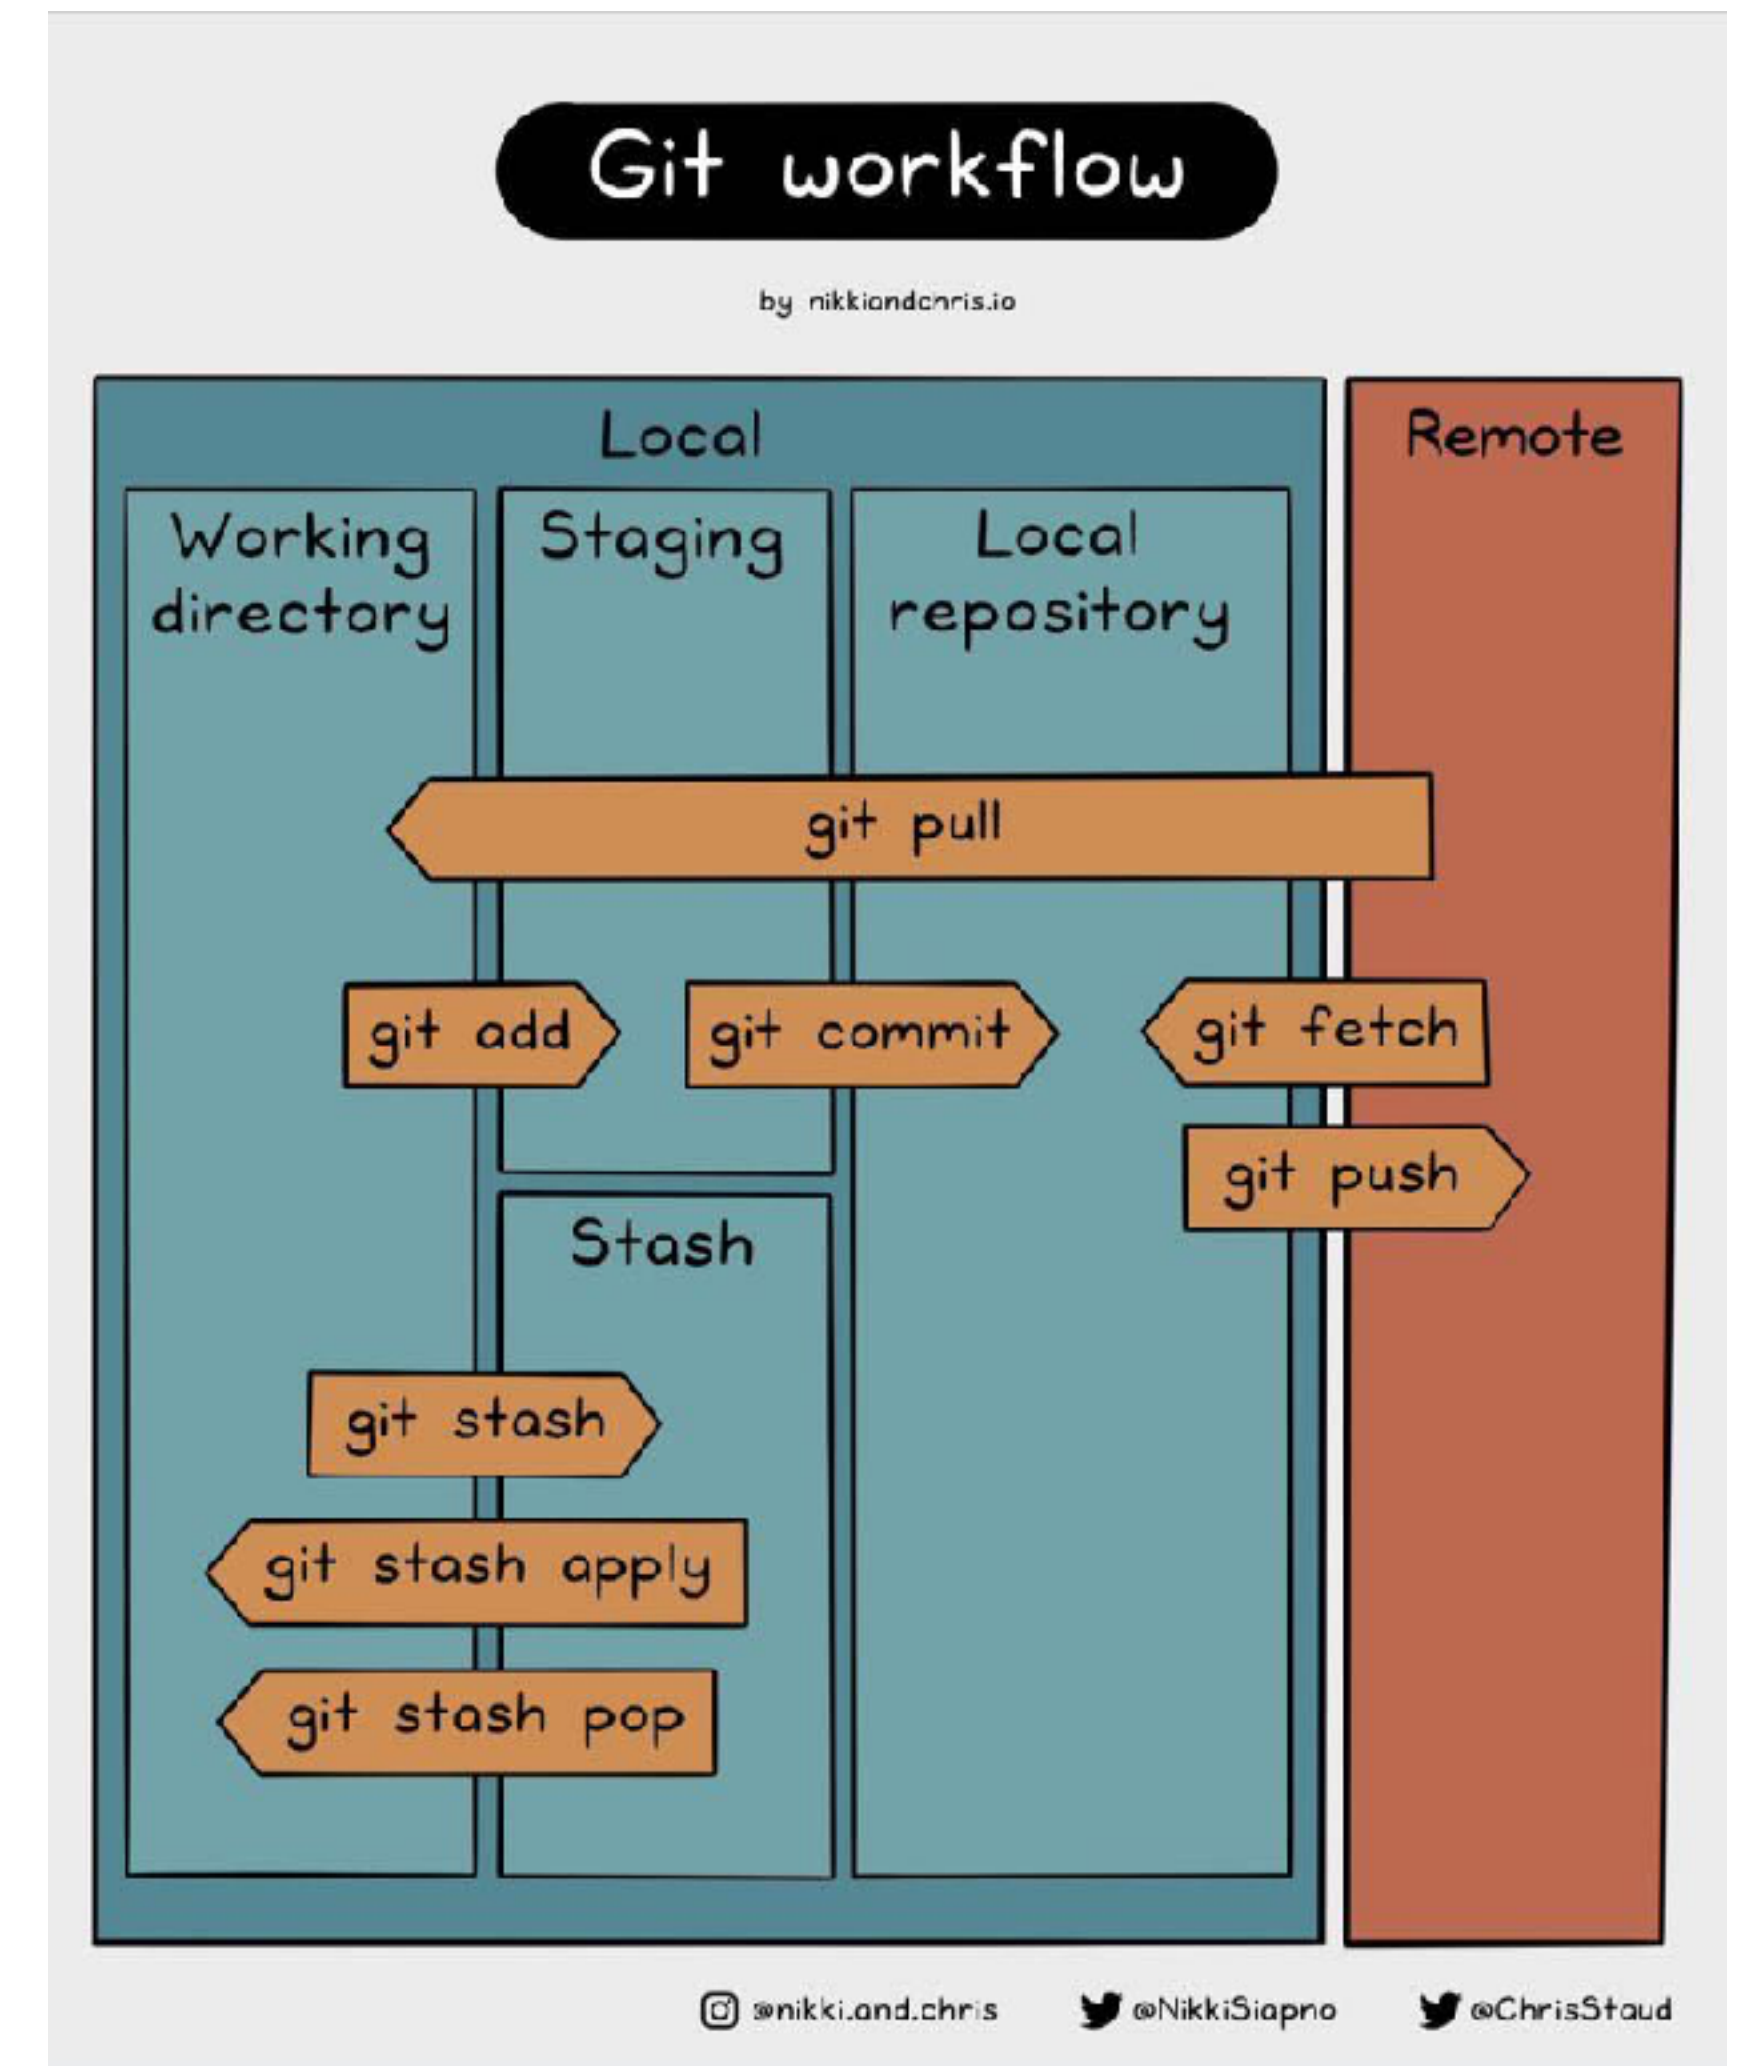 Git workflow
by nikkiandchris.io
Local
Remote
Working
directory
Staging
Local
repository
git pull
git add
git commit
git fetch
git push
Stash
git stash
git stash apply
git stash pop
@nikki.and.chris
@NikkiSiapno
@ChrisStaud